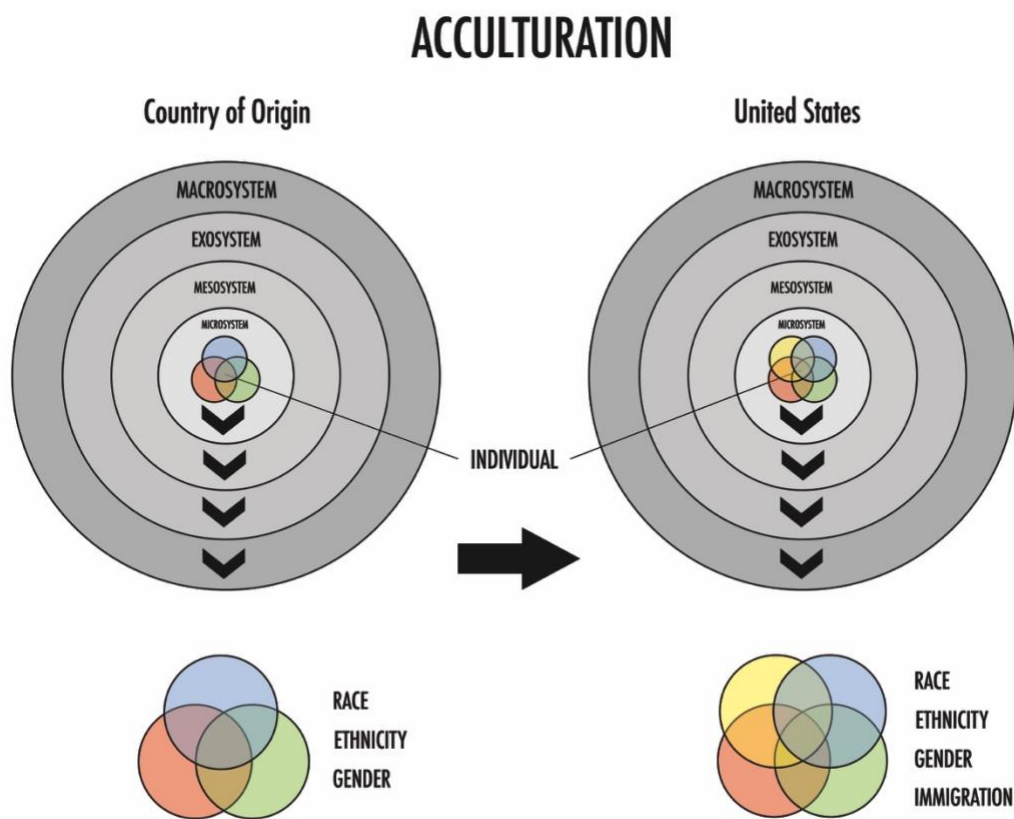 ACCULTURATION
Country of Origin
United States
MACROSYSTEM
EXOSYSTEM
MESOSYSTEM
MICROSYSTEM
MACROSYSTEM
EXOSYSTEM
MESOSYSTEM
MICROSYSTEM
INDIVIDUAL
RACE
ETHNICITY
GENDER
RACE
ETHNICITY
GENDER
IMMIGRATION